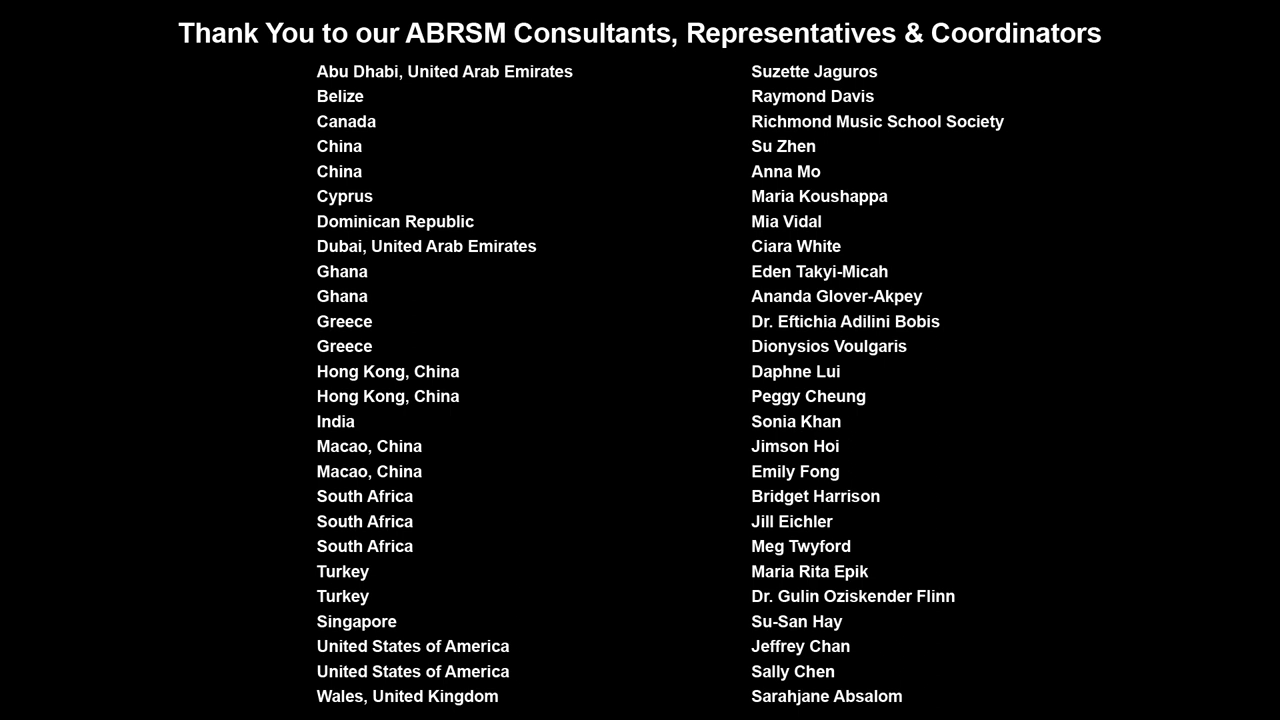 Thank You to our ABRSM Consultants, Representatives & Coordinators
Abu Dhabi, United Arab Emirates Suzette Jaguros
Belize Raymond Davis
Canada Richmond Music School Society
China Su Zhen
China Anna Mo
Cyprus Maria Koushappa
Dominican Republic Mia Vidal
Dubai, United Arab Emirates Ciara White
Ghana Eden Takyi-Micah
Ghana Ananda Glover-Akpey
Greece Dr. Eftichia Adilini Bobis
Greece Dionysios Voulgaris
Hong Kong, China Daphne Lui
Hong Kong, China Peggy Cheung
India Sonia Khan
Macao, China Jimson Hoi
Macao, China Emily Fong
South Africa Bridget Harrison
South Africa Jill Eichler
South Africa Meg Twyford
Turkey Maria Rita Epik
Turkey Dr. Gulin Oziskender Flinn
Singapore Su-San Hay
United States of America Jeffrey Chan
United States of America Sally Chen
Wales, United Kingdom Sarahjane Absalom